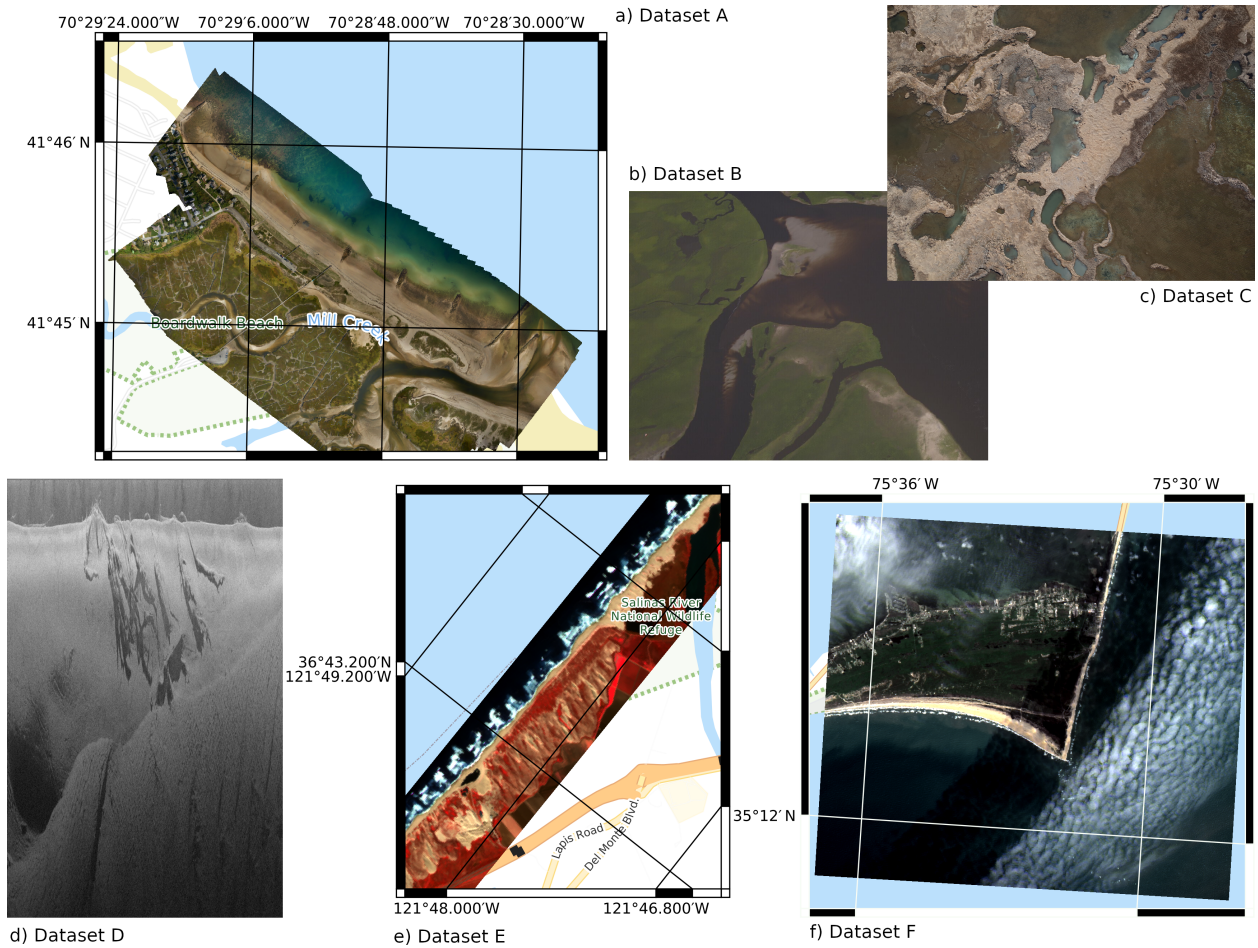 a) Dataset A
70°29′24.000″W 70°29′6.000″W 70°28′48.000″W 70°28′30.000″W
41°46′ N
41°45′ N
Boardwalk Beach
Mill Creek
b) Dataset B
c) Dataset C
d) Dataset D
Salinas River
National Wildlife
Refuge
36°43.200′N
121°49.200′W
Lapis Road
Del Monte Blvd.
121°48.000′W 121°46.800′W
e) Dataset E
75°36′ W 75°30′ W
35°12′ N
f) Dataset F